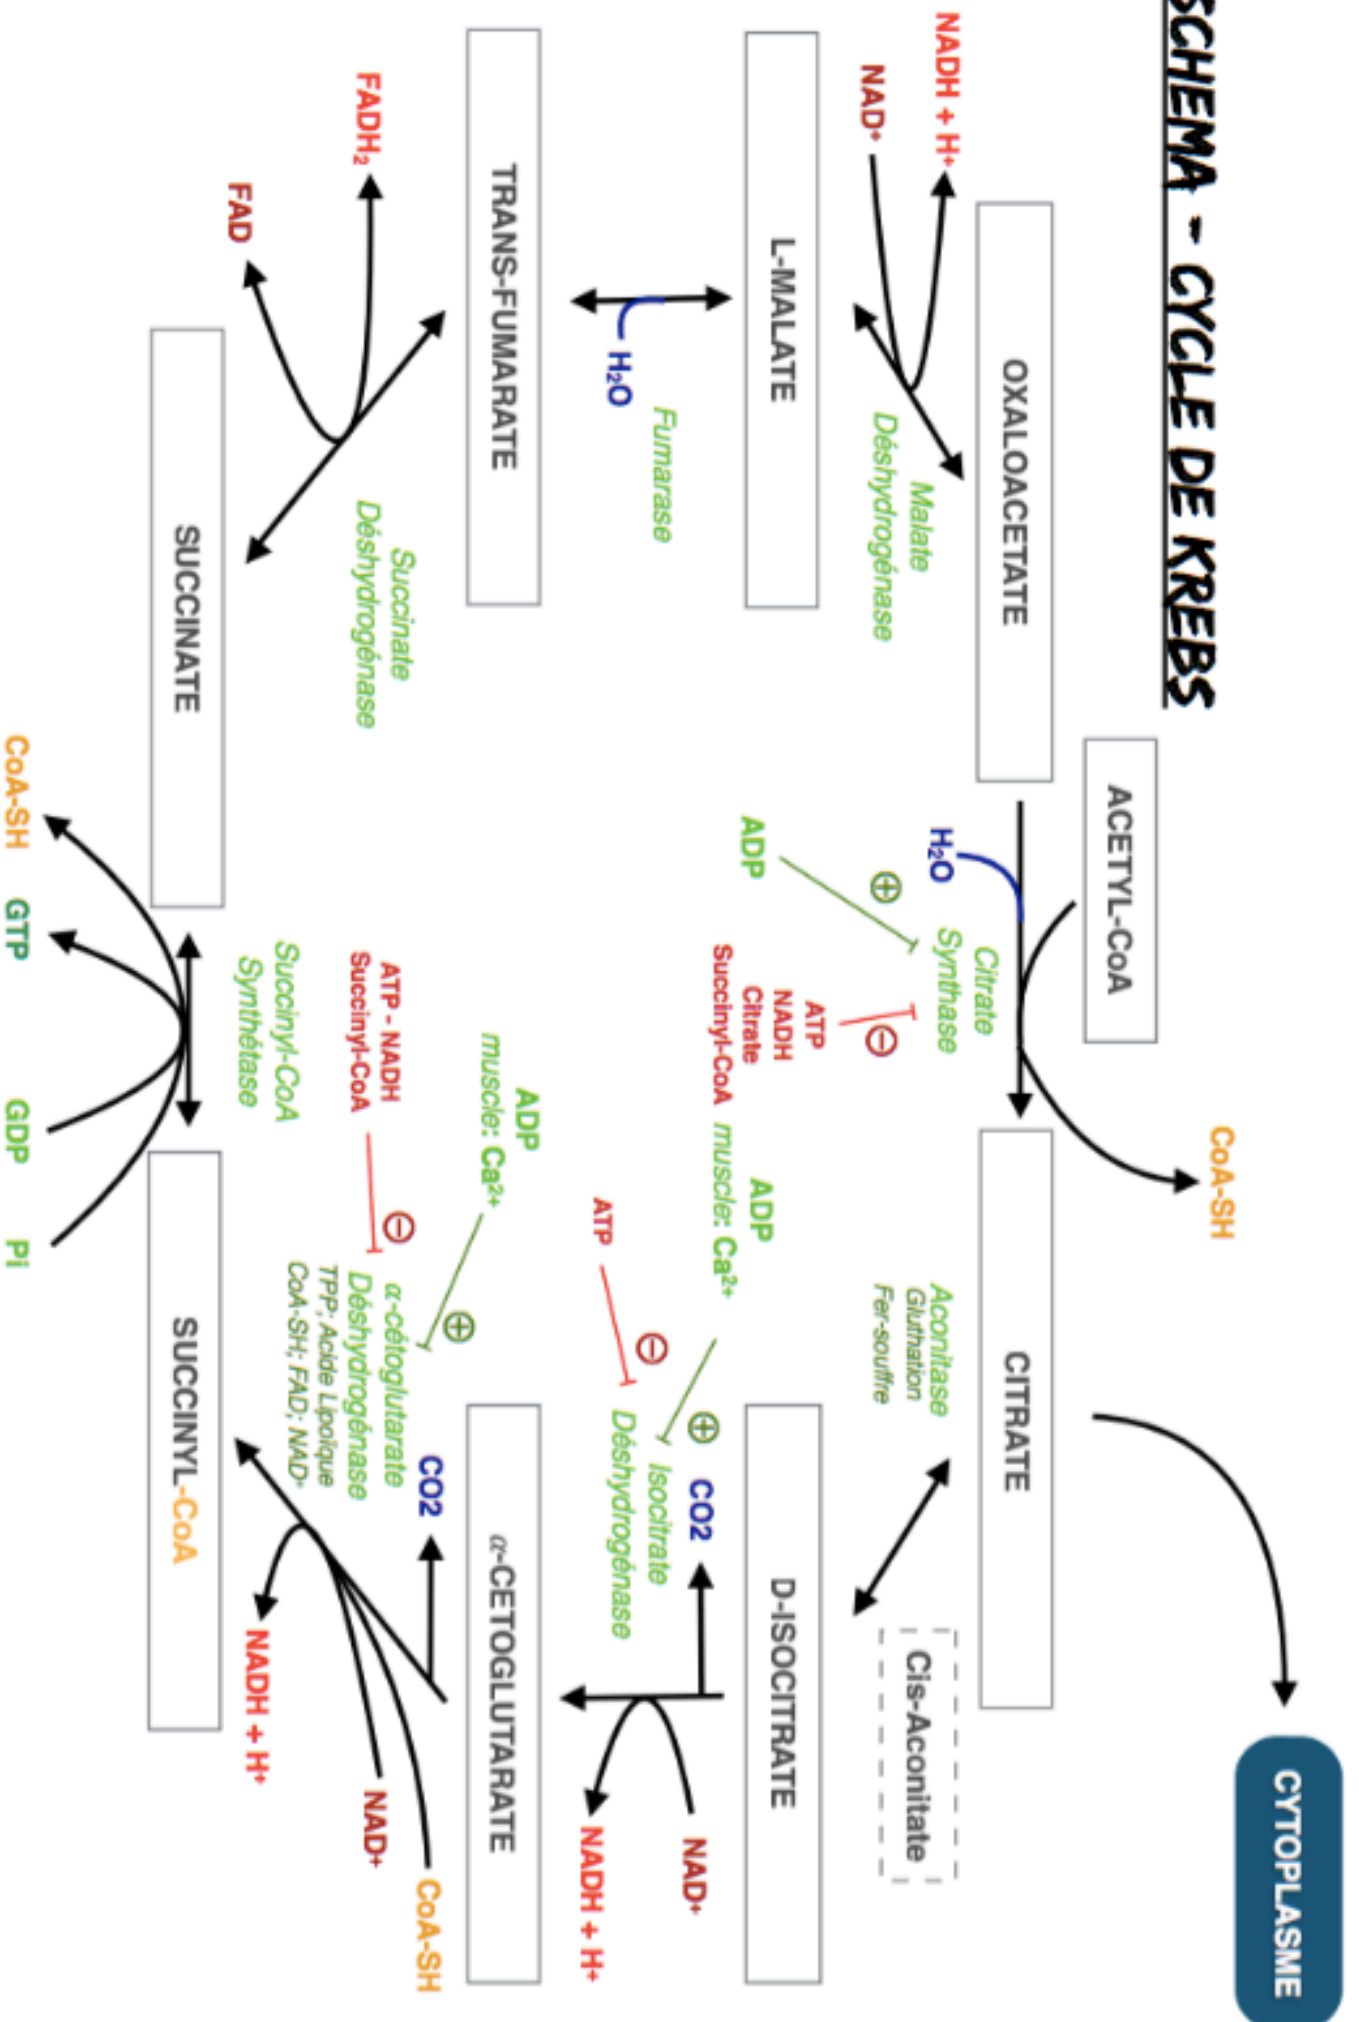 SCHEMA - CYCLE DE KREBS
CYTOPLASME
CoA-SH
ACETYL-CoA
OXALOACETATE
CITRATE
H₂O
Citrate
Synthase
NADH + H⁺
NAD⁺
Malate
Déshydrogénase
ADP
⊕
⊖
ATP
NADH
Citrate
Succinyl-CoA
Aconitase
Gluthation
Fer-souffre
Cis-Aconitate
L-MALATE
D-ISOCITRATE
ADP
muscle: Ca²⁺
⊕
CO2
NAD⁺
Isocitrate
Déshydrogénase
ATP
⊖
NADH + H⁺
Fumarase
H₂O
TRANS-FUMARATE
α-CETOGLUTARATE
ADP
muscle: Ca²⁺
⊕
CO2
CoA-SH
NAD⁺
FADH₂
FAD
Succinate
Déshydrogénase
ATP - NADH
Succinyl-CoA
⊖
α-cétoglutarate
Déshydrogénase
TPP; Acide Lipoïque
CoA-SH; FAD; NAD⁺
NADH + H⁺
Succinyl-CoA
Synthétase
SUCCINATE
SUCCINYL-CoA
CoA-SH
GTP
GDP
Pi